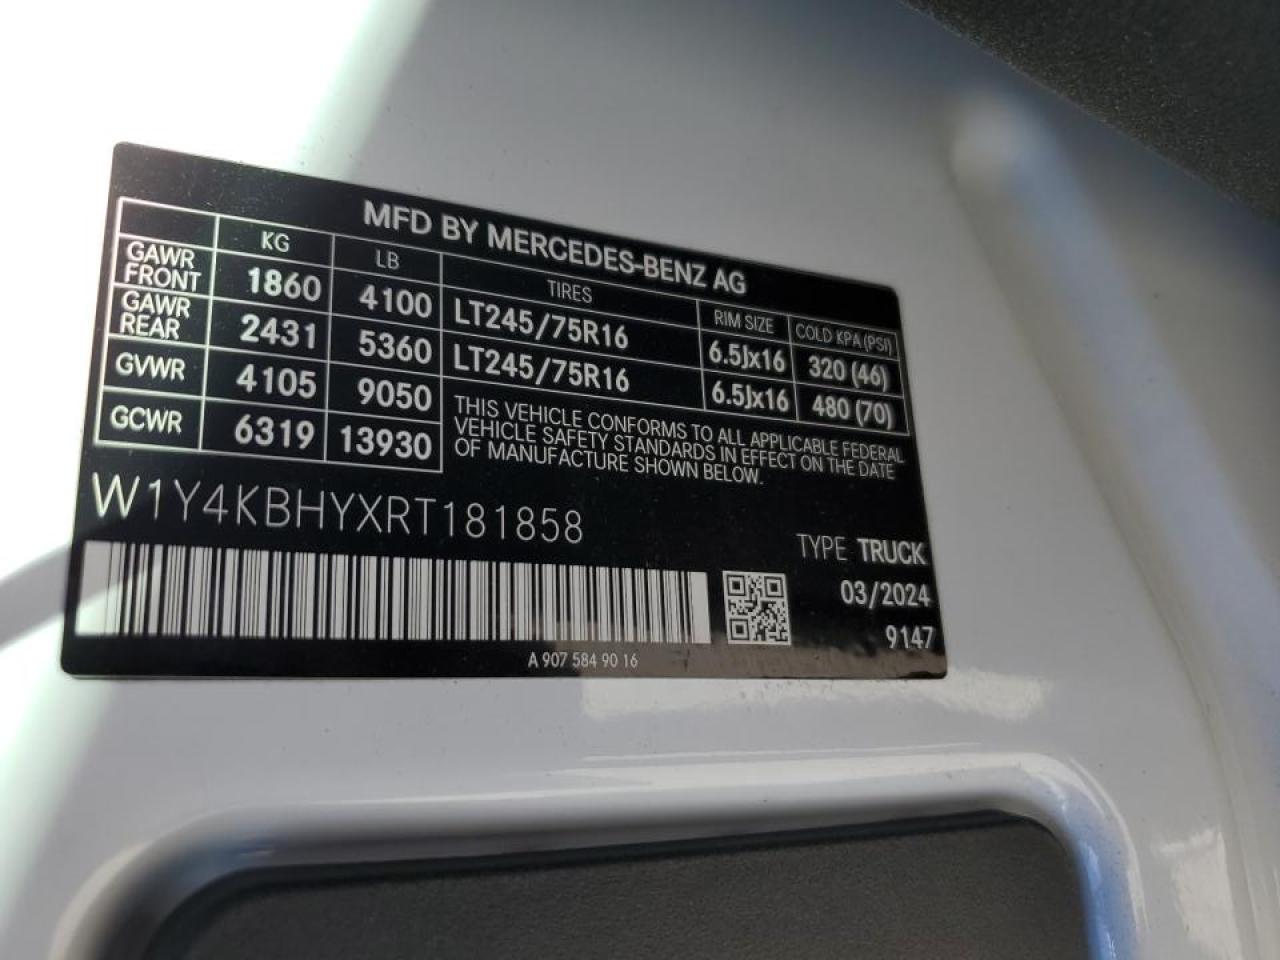 MFD BY MERCEDES-BENZ AG
KG LB TIRES RIM SIZE COLD KPA (PSI)
GAWR FRONT 1860 4100 LT245/75R16 6.5Jx16 320 (46)
GAWR REAR 2431 5360 LT245/75R16 6.5Jx16 480 (70)
GVWR 4105 9050
GCWR 6319 13930
THIS VEHICLE CONFORMS TO ALL APPLICABLE FEDERAL
VEHICLE SAFETY STANDARDS IN EFFECT ON THE DATE
OF MANUFACTURE SHOWN BELOW.
W1Y4KBHYXRT181858
TYPE TRUCK
03/2024
9147
A 907 584 90 16